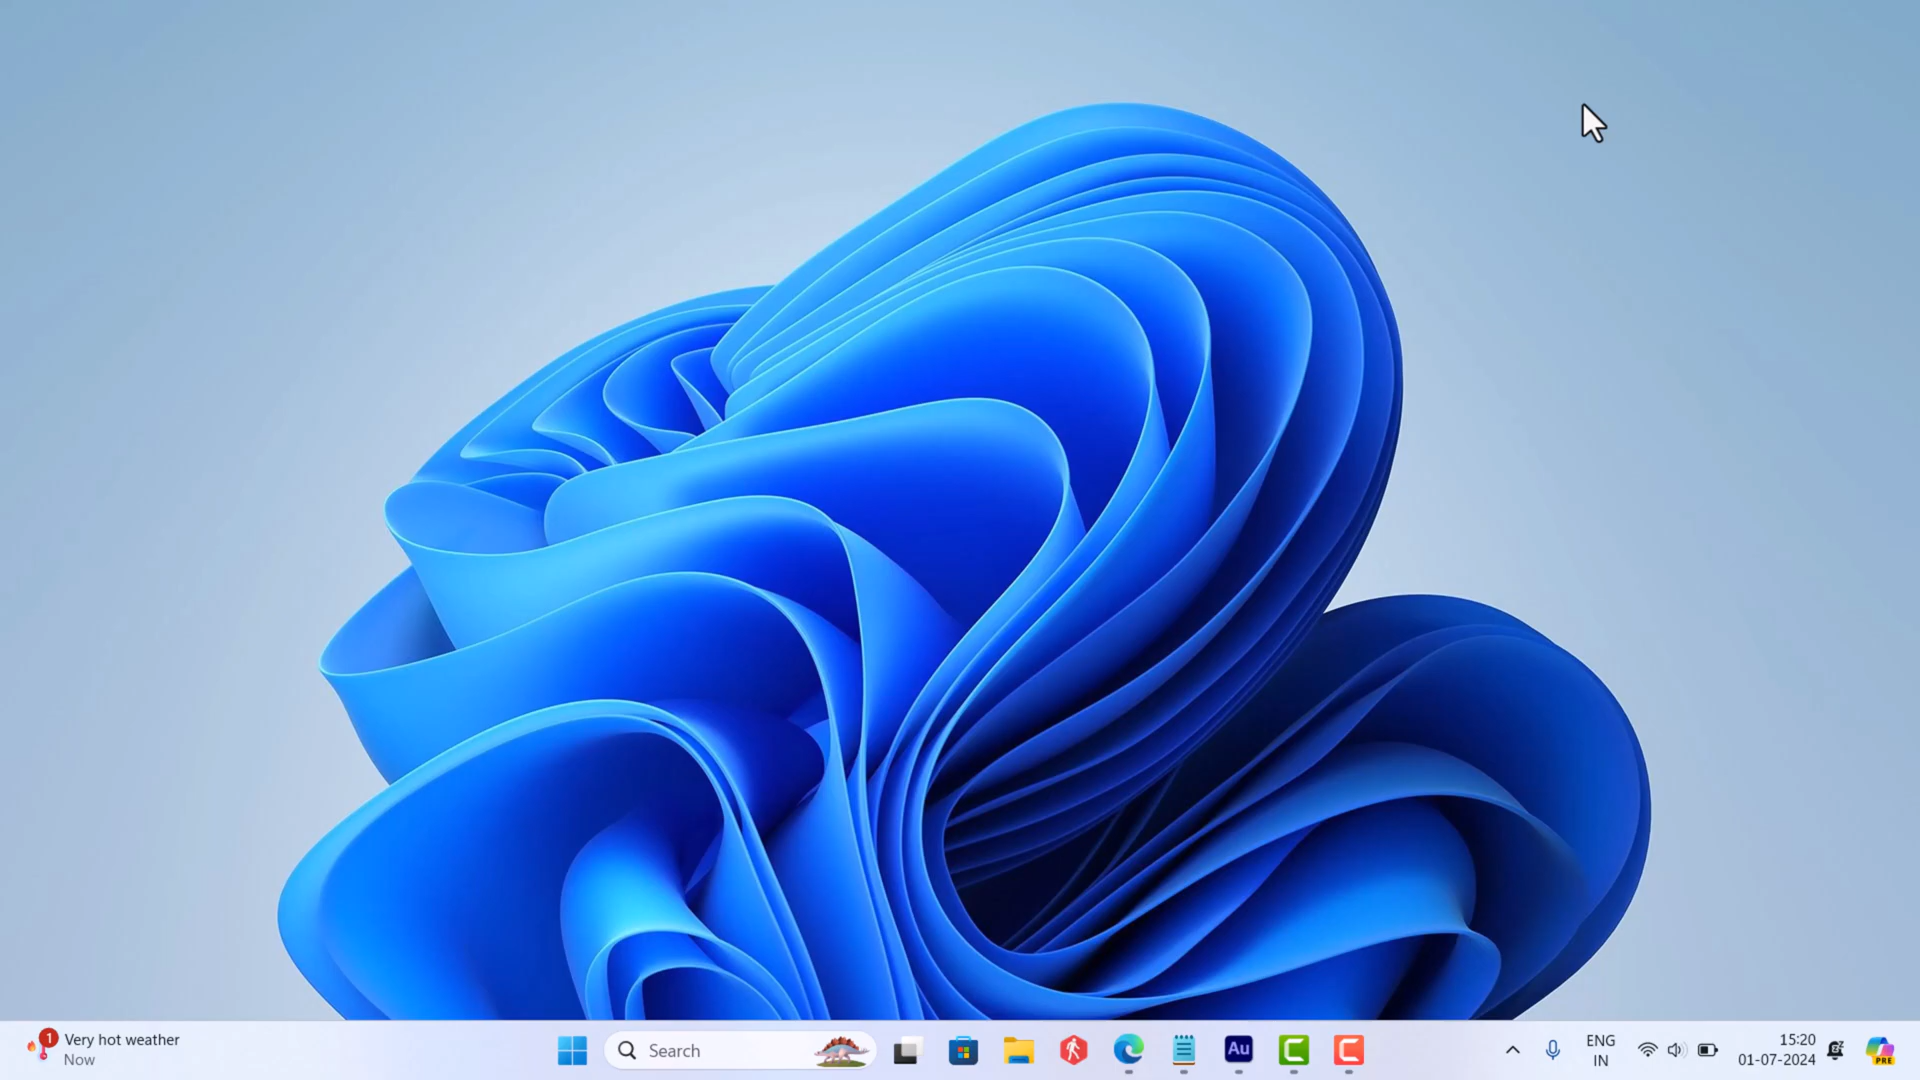 1
Very hot weather
Now
Search
Au
ENG
IN
15:20
01-07-2024
PRE